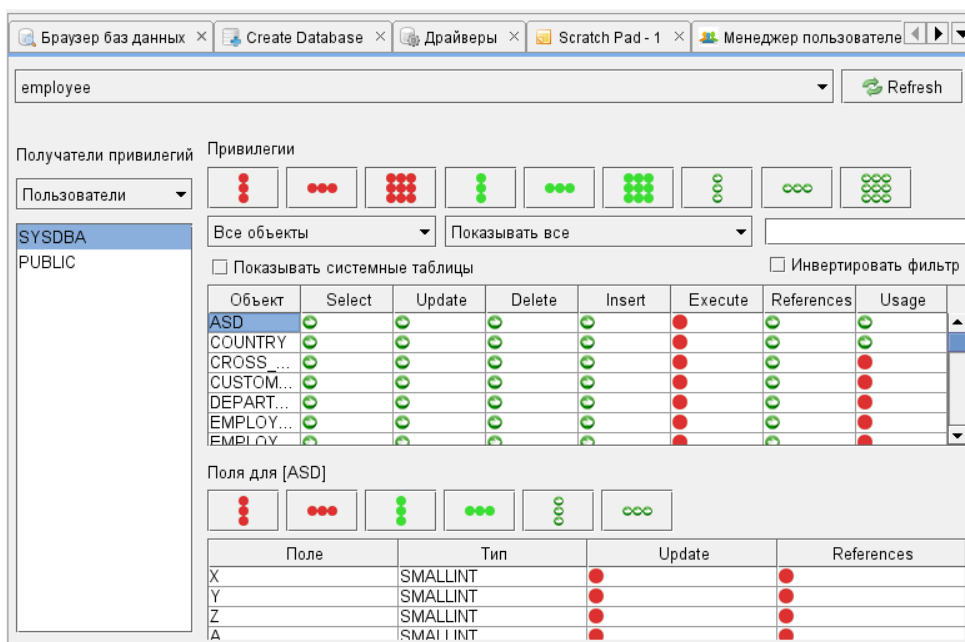 Браузер баз данных × Create Database × Драйверы × Scratch Pad - 1 × Менеджер пользователе
employee Refresh
Получатели привилегий
Пользователи
SYSDBA
PUBLIC
Привилегии
Все объекты Показывать все
Показывать системные таблицы Инвертировать фильтр
Объект Select Update Delete Insert Execute References Usage
ASD
COUNTRY
CROSS_...
CUSTOM...
DEPART...
EMPLOY...
EMPLOY
Поля для [ASD]
Поле Тип Update References
X SMALLINT
Y SMALLINT
Z SMALLINT
A SMALLINT